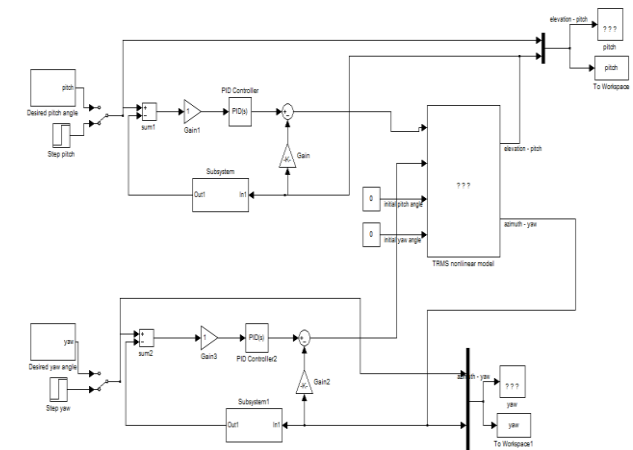 elevation - pitch
? ? ?
pitch
pitch
To Workspace
pitch
Desired pitch angle
Step pitch
+
−
sum1
1
Gain1
PID Controller
PID(s)
+
−
-K-
Gain
Subsystem
Out1
In1
0
initial pitch angle
0
initial yaw angle
? ? ?
TRMS nonlinear model
elevation - pitch
azimuth - yaw
yaw
Desired yaw angle
Step yaw
+
−
sum2
1
Gain3
PID(s)
PID Controller2
+
−
-K-
Gain2
Subsystem1
Out1
In1
azimuth - yaw
? ? ?
yaw
yaw
To Workspace1